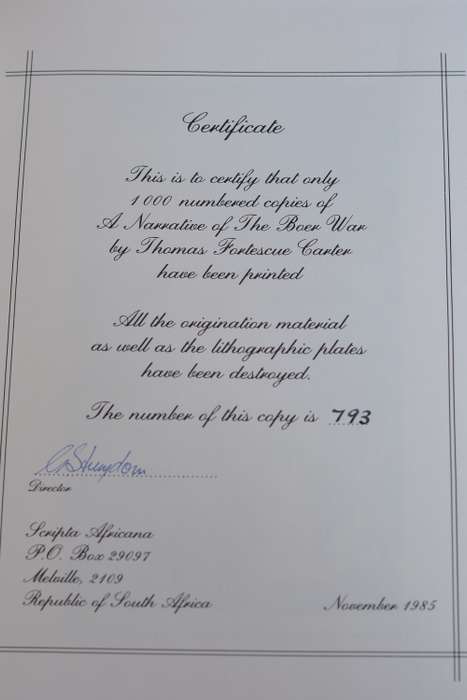 Certificate
This is to certify that only
1000 numbered copies of
A Narrative of The Boer War
by Thomas Fortescue Carter
have been printed
All the origination material
as well as the lithographic plates
have been destroyed.
The number of this copy is 793
Director
Scripta Africana
P.O. Box 29097
Melville, 2109
Republic of South Africa
November 1985